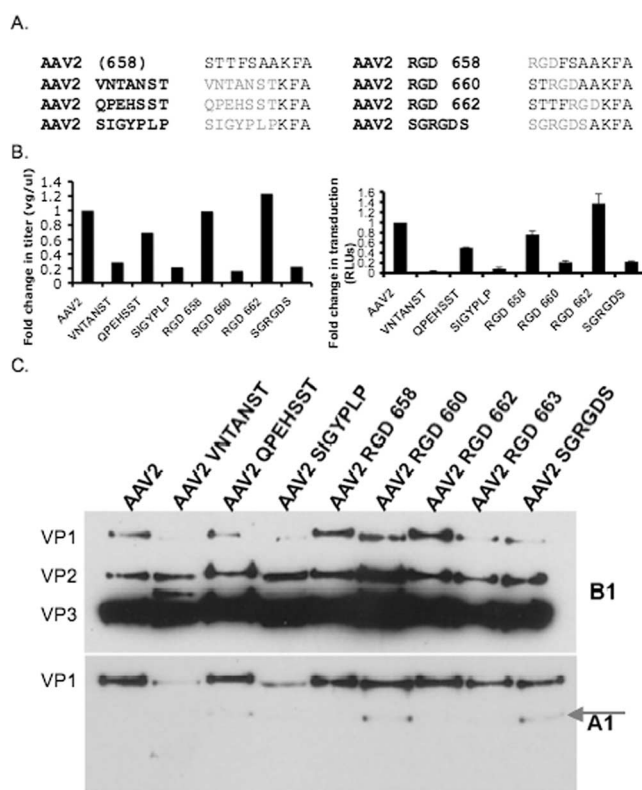 A.
AAV2 (658) STTFSAAKFA
AAV2 VNTANST VNTANSTKFA
AAV2 QPEHSST QPEHSSTKFA
AAV2 SIGYPLP SIGYPLPKFA
AAV2 RGD 658 RGDFSAAKFA
AAV2 RGD 660 STRGDAAKFA
AAV2 RGD 662 STTFRGDKFA
AAV2 SGRGDS SGRGDSAKFA
B.
Fold change in titer (vg/ul)
1.4
1.2
1
0.8
0.6
0.4
0.2
0
AAV2
VNTANST
QPEHSST
SIGYPLP
RGD 658
RGD 660
RGD 662
SGRGDS
Fold change in transduction (RLUs)
1.6
1.4
1.2
1
0.8
0.6
0.4
0.2
0
AAV2
VNTANST
QPEHSST
SIGYPLP
RGD 658
RGD 660
RGD 662
SGRGDS
C.
AAV2
AAV2 VNTANST
AAV2 QPEHSST
AAV2 SIGYPLP
AAV2 RGD 658
AAV2 RGD 660
AAV2 RGD 662
AAV2 RGD 663
AAV2 SGRGDS
VP1
VP2
VP3
B1
VP1
A1